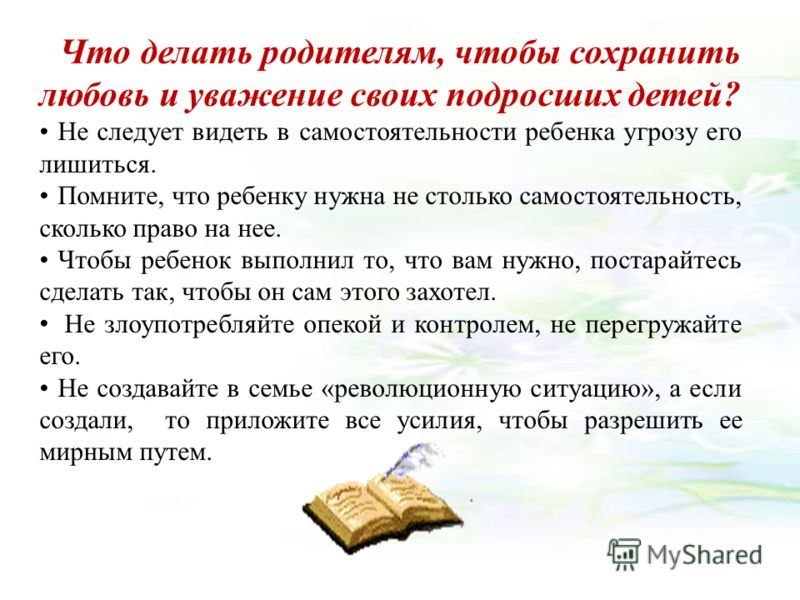 Что делать родителям, чтобы сохранить
любовь и уважение своих подросших детей?
• Не следует видеть в самостоятельности ребенка угрозу его
лишиться.
• Помните, что ребенку нужна не столько самостоятельность,
сколько право на нее.
• Чтобы ребенок выполнил то, что вам нужно, постарайтесь
сделать так, чтобы он сам этого захотел.
• Не злоупотребляйте опекой и контролем, не перегружайте
его.
• Не создавайте в семье «революционную ситуацию», а если
создали, то приложите все усилия, чтобы разрешить ее
мирным путем.
MyShared